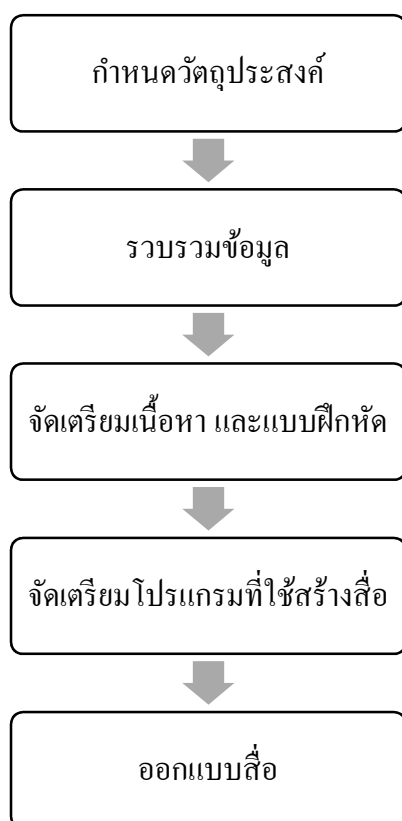 กำหนดวัตถุประสงค์
รวบรวมข้อมูล
จัดเตรียมเนื้อหา และแบบฝึกหัด
จัดเตรียมโปรแกรมที่ใช้สร้างสื่อ
ออกแบบสื่อ